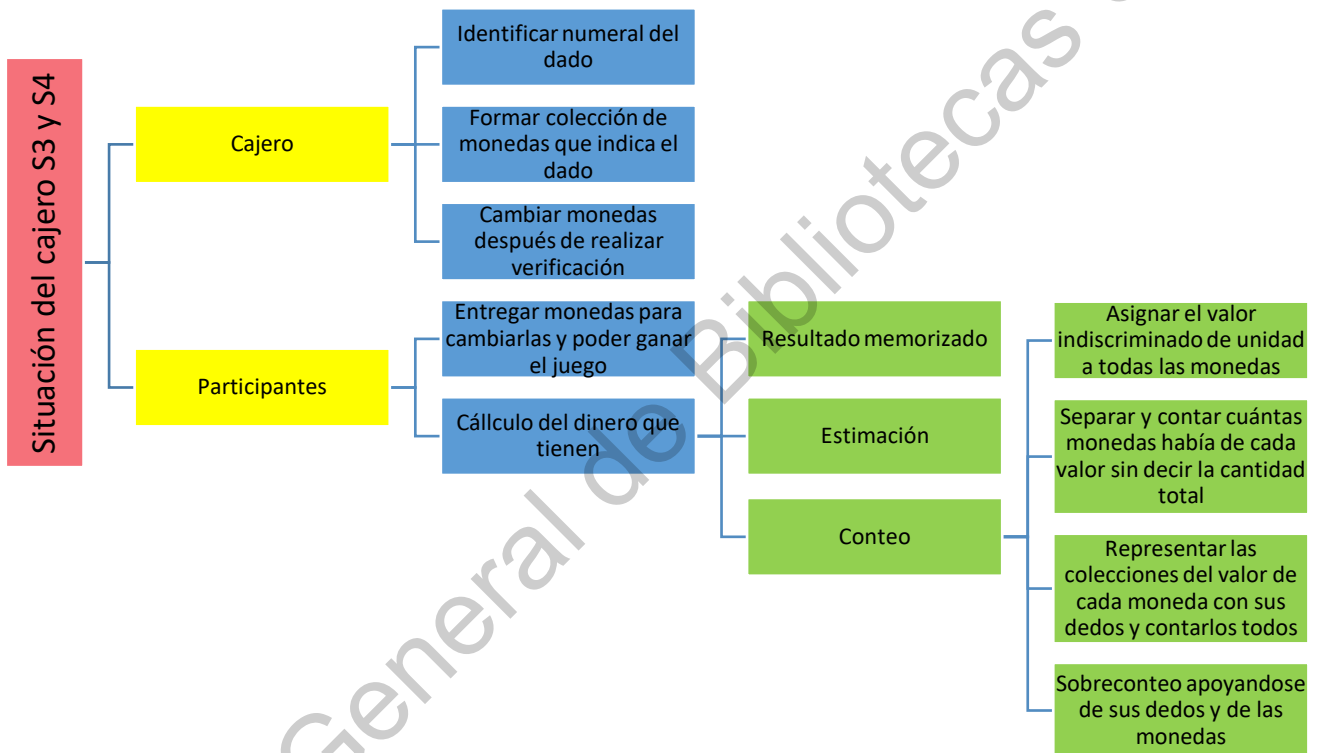 Situación del cajero S3 y S4
Cajero
Identificar numeral del
dado
Formar colección de
monedas que indica el
dado
Cambiar monedas
después de realizar
verificación
Participantes
Entregar monedas para
cambiarlas y poder ganar
el juego
Cállculo del dinero que
tienen
Resultado memorizado
Estimación
Conteo
Asignar el valor
indiscriminado de unidad
a todas las monedas
Separar y contar cuántas
monedas había de cada
valor sin decir la cantidad
total
Representar las
colecciones del valor de
cada moneda con sus
dedos y contarlos todos
Sobreconteo apoyandose
de sus dedos y de las
monedas
General de Bibliotecas